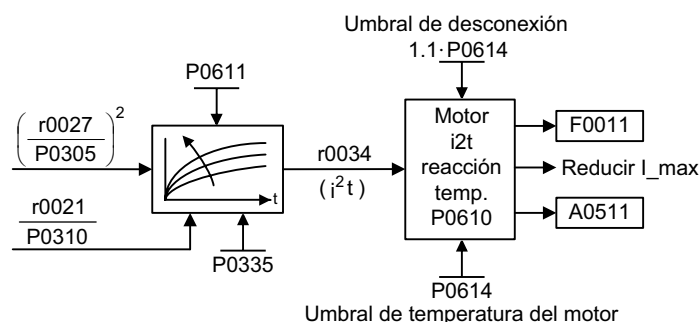 Umbral de desconexión
1.1·P0614
P0611
(r0027 / P0305)²
r0021
P0310
t
P0335
r0034
(i²t)
Motor
i2t
reacción
temp.
P0610
F0011
Reducir I_max
A0511
P0614
Umbral de temperatura del motor